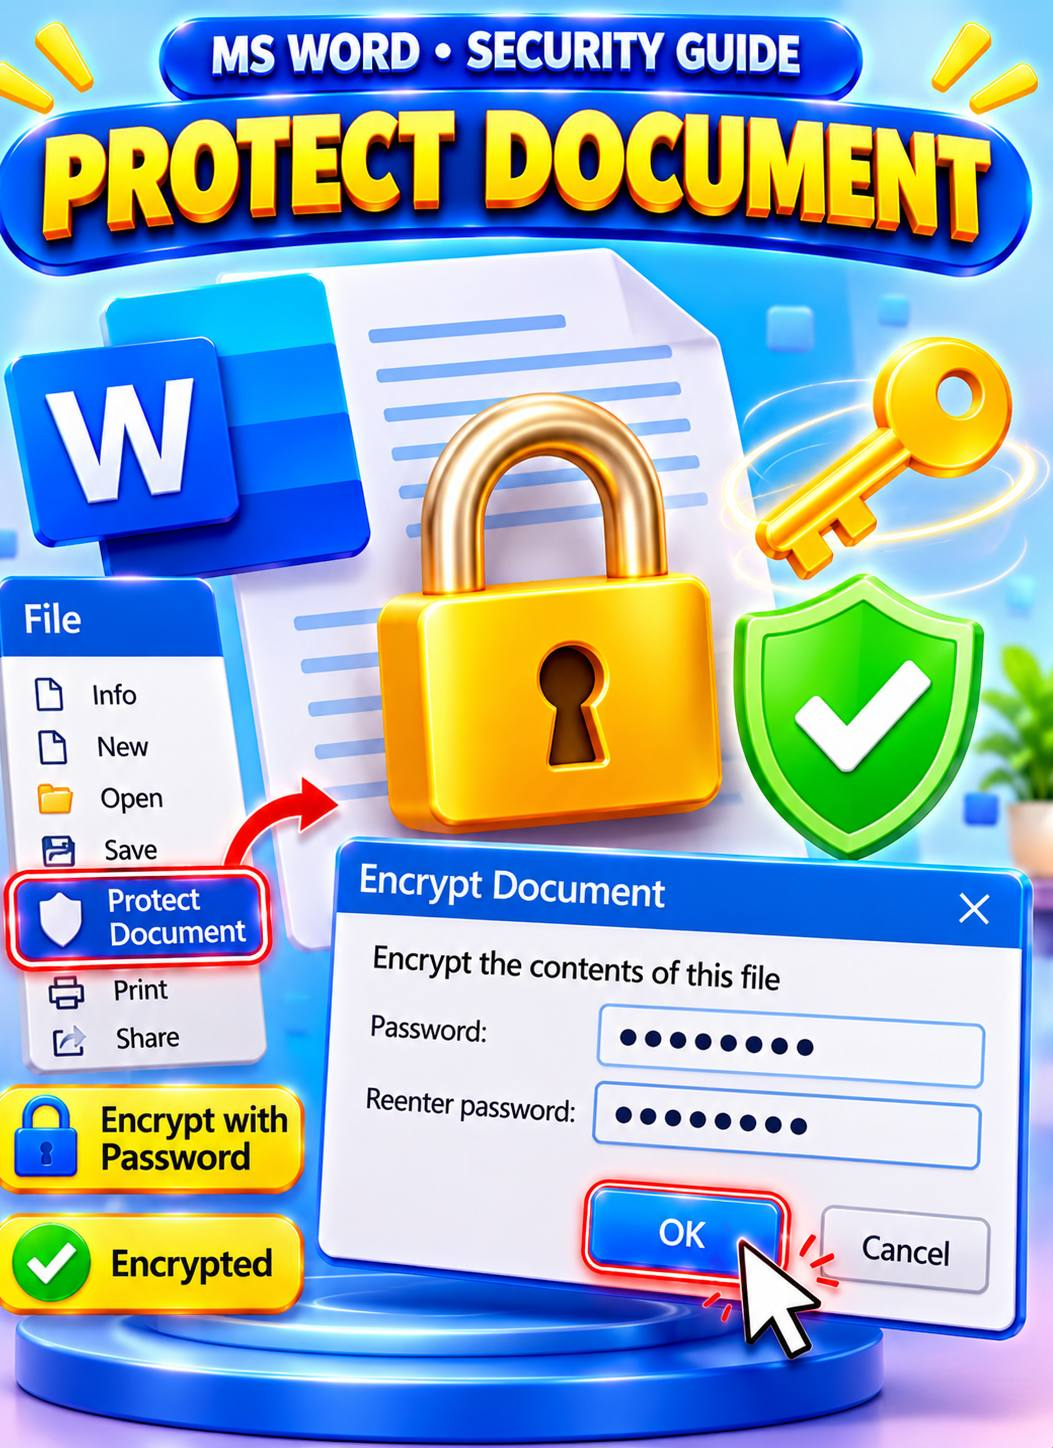 MS WORD • SECURITY GUIDE
PROTECT DOCUMENT
W
File
Info
New
Open
Save
Protect
Document
Print
Share
Encrypt with
Password
Encrypted
Encrypt Document
Encrypt the contents of this file
Password: ●●●●●●●●
Reenter password: ●●●●●●●●
OK
Cancel